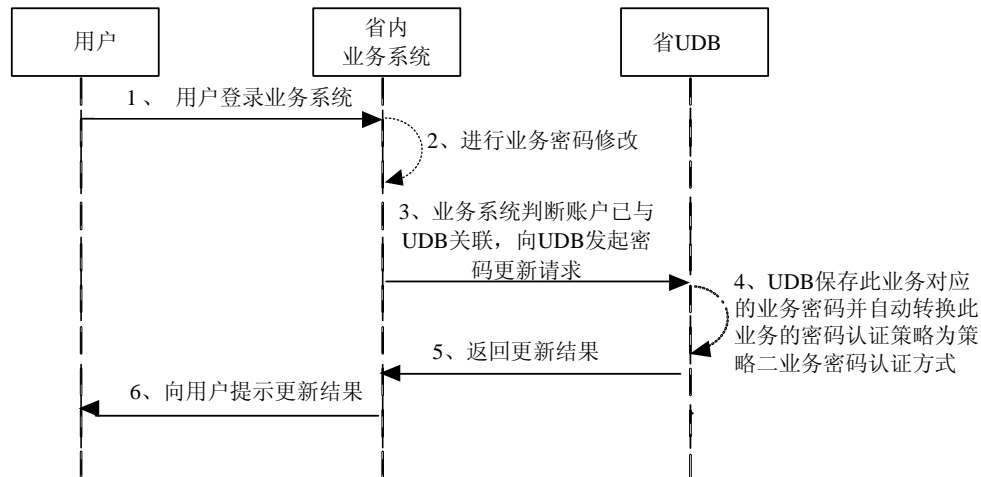 用户
省内
业务系统
省UDB
1 、 用户登录业务系统
2、进行业务密码修改
3、业务系统判断账户已与
UDB关联，向UDB发起密
码更新请求
4、UDB保存此业务对应
的业务密码并自动转换此
业务的密码认证策略为策
略二业务密码认证方式
5、返回更新结果
6、向用户提示更新结果